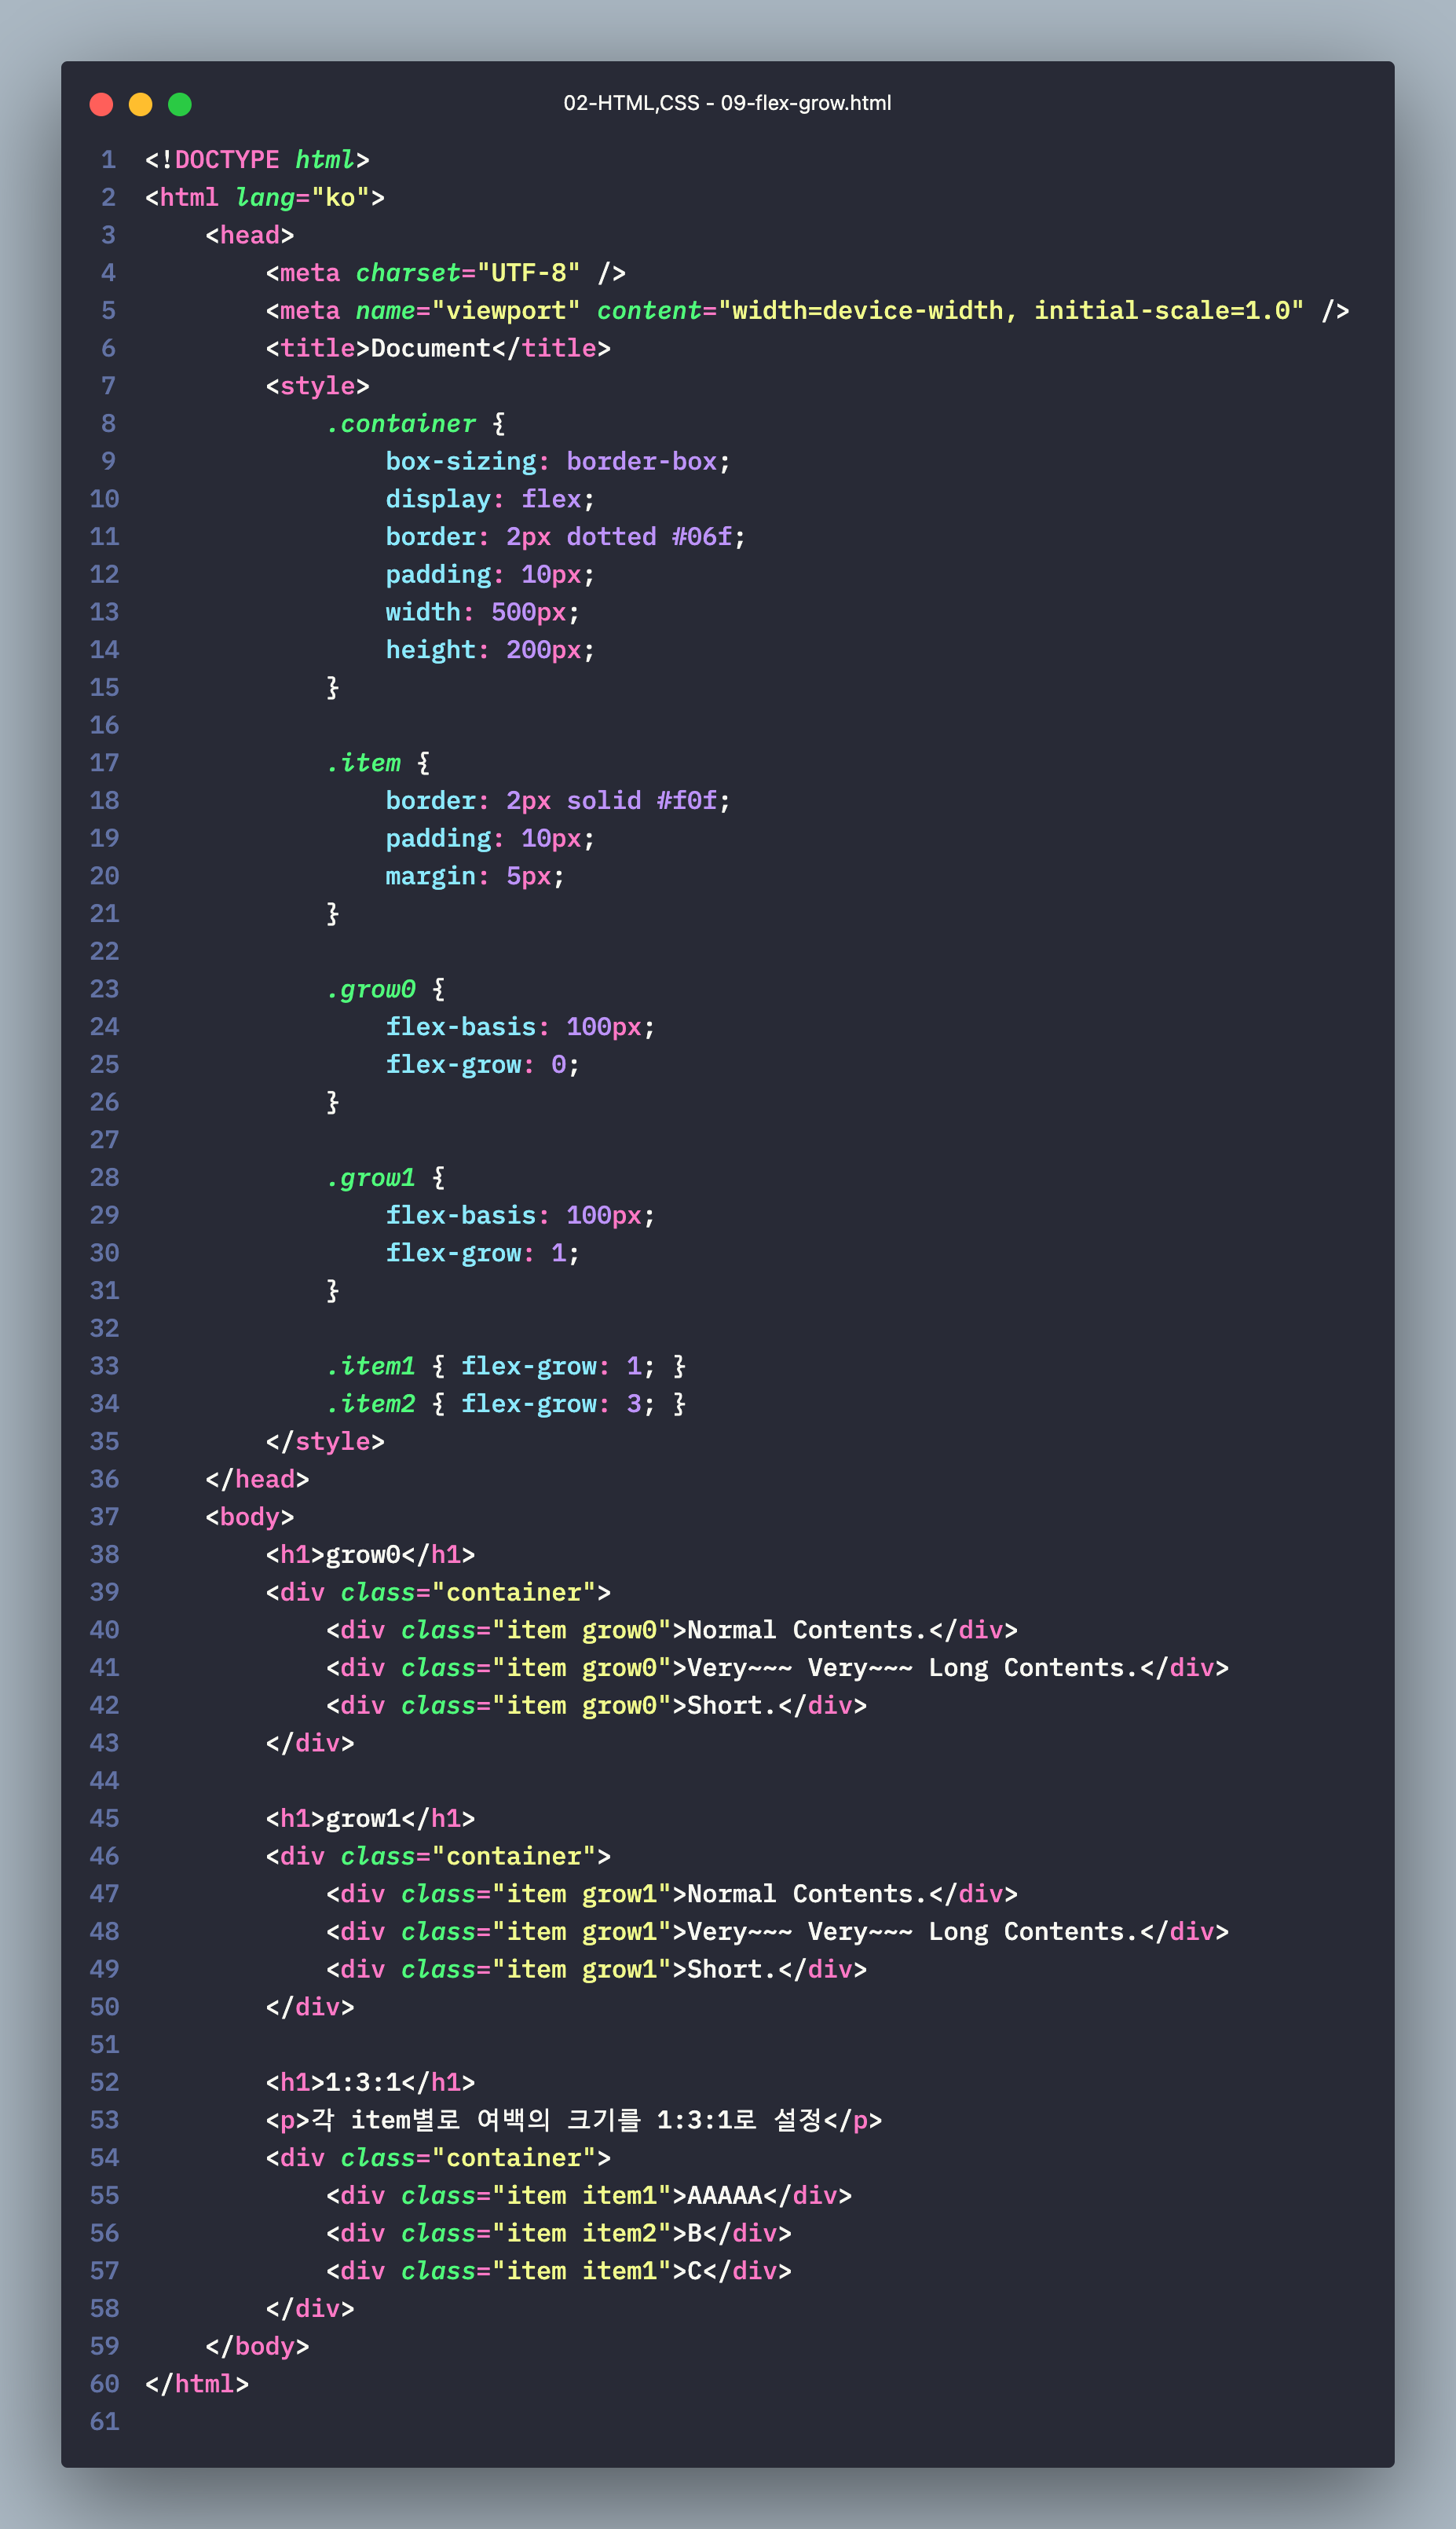 02-HTML,CSS - 09-flex-grow.html
1 <!DOCTYPE html>
2 <html lang="ko">
3     <head>
4         <meta charset="UTF-8" />
5         <meta name="viewport" content="width=device-width, initial-scale=1.0" />
6         <title>Document</title>
7         <style>
8             .container {
9                 box-sizing: border-box;
10                 display: flex;
11                 border: 2px dotted #06f;
12                 padding: 10px;
13                 width: 500px;
14                 height: 200px;
15             }
16
17             .item {
18                 border: 2px solid #f0f;
19                 padding: 10px;
20                 margin: 5px;
21             }
22
23             .grow0 {
24                 flex-basis: 100px;
25                 flex-grow: 0;
26             }
27
28             .grow1 {
29                 flex-basis: 100px;
30                 flex-grow: 1;
31             }
32
33             .item1 { flex-grow: 1; }
34             .item2 { flex-grow: 3; }
35         </style>
36     </head>
37     <body>
38         <h1>grow0</h1>
39         <div class="container">
40             <div class="item grow0">Normal Contents.</div>
41             <div class="item grow0">Very~~~ Very~~~ Long Contents.</div>
42             <div class="item grow0">Short.</div>
43         </div>
44
45         <h1>grow1</h1>
46         <div class="container">
47             <div class="item grow1">Normal Contents.</div>
48             <div class="item grow1">Very~~~ Very~~~ Long Contents.</div>
49             <div class="item grow1">Short.</div>
50         </div>
51
52         <h1>1:3:1</h1>
53         <p>각 item별로 여백의 크기를 1:3:1로 설정</p>
54         <div class="container">
55             <div class="item item1">AAAAA</div>
56             <div class="item item2">B</div>
57             <div class="item item1">C</div>
58         </div>
59     </body>
60 </html>
61